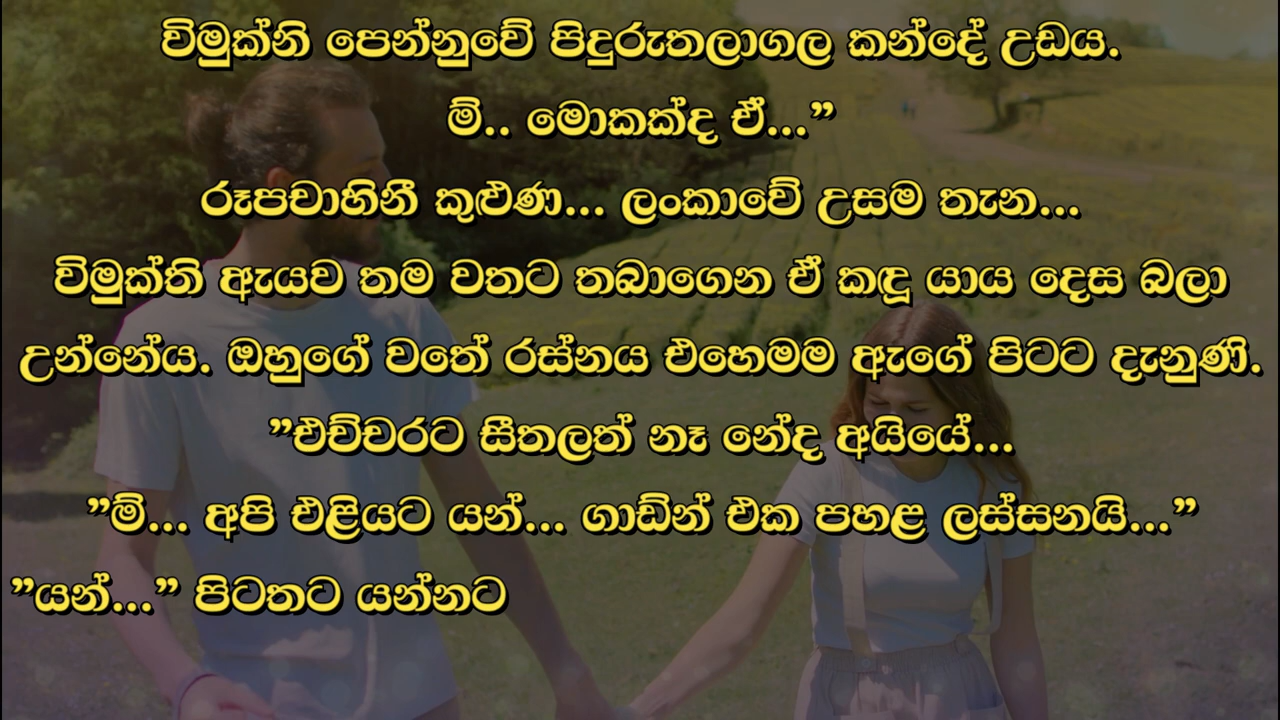 විමුක්නි පෙන්නුවේ පිදුරුතලාගල කන්දේ උඩය.
ම්.. මොකක්ද ඒ...”
රූපචාහිනී කුළුණ... ලංකාවේ උසම තැන...
විමුක්ති ඇයව තම වතට තබාගෙන ඒ කඳූ යාය දෙස බලා
උන්නේය. ඔහුගේ වතේ රස්නය එහෙමම ඇගේ පිටට දැනුණි.
”එච්චරට සීතලත් නෑ නේද අයියේ...
”ම්... අපි එළියට යන්... ගාඩ්න් එක පහළ ලස්සනයි...”
”යන්...” පිටතට යන්නට